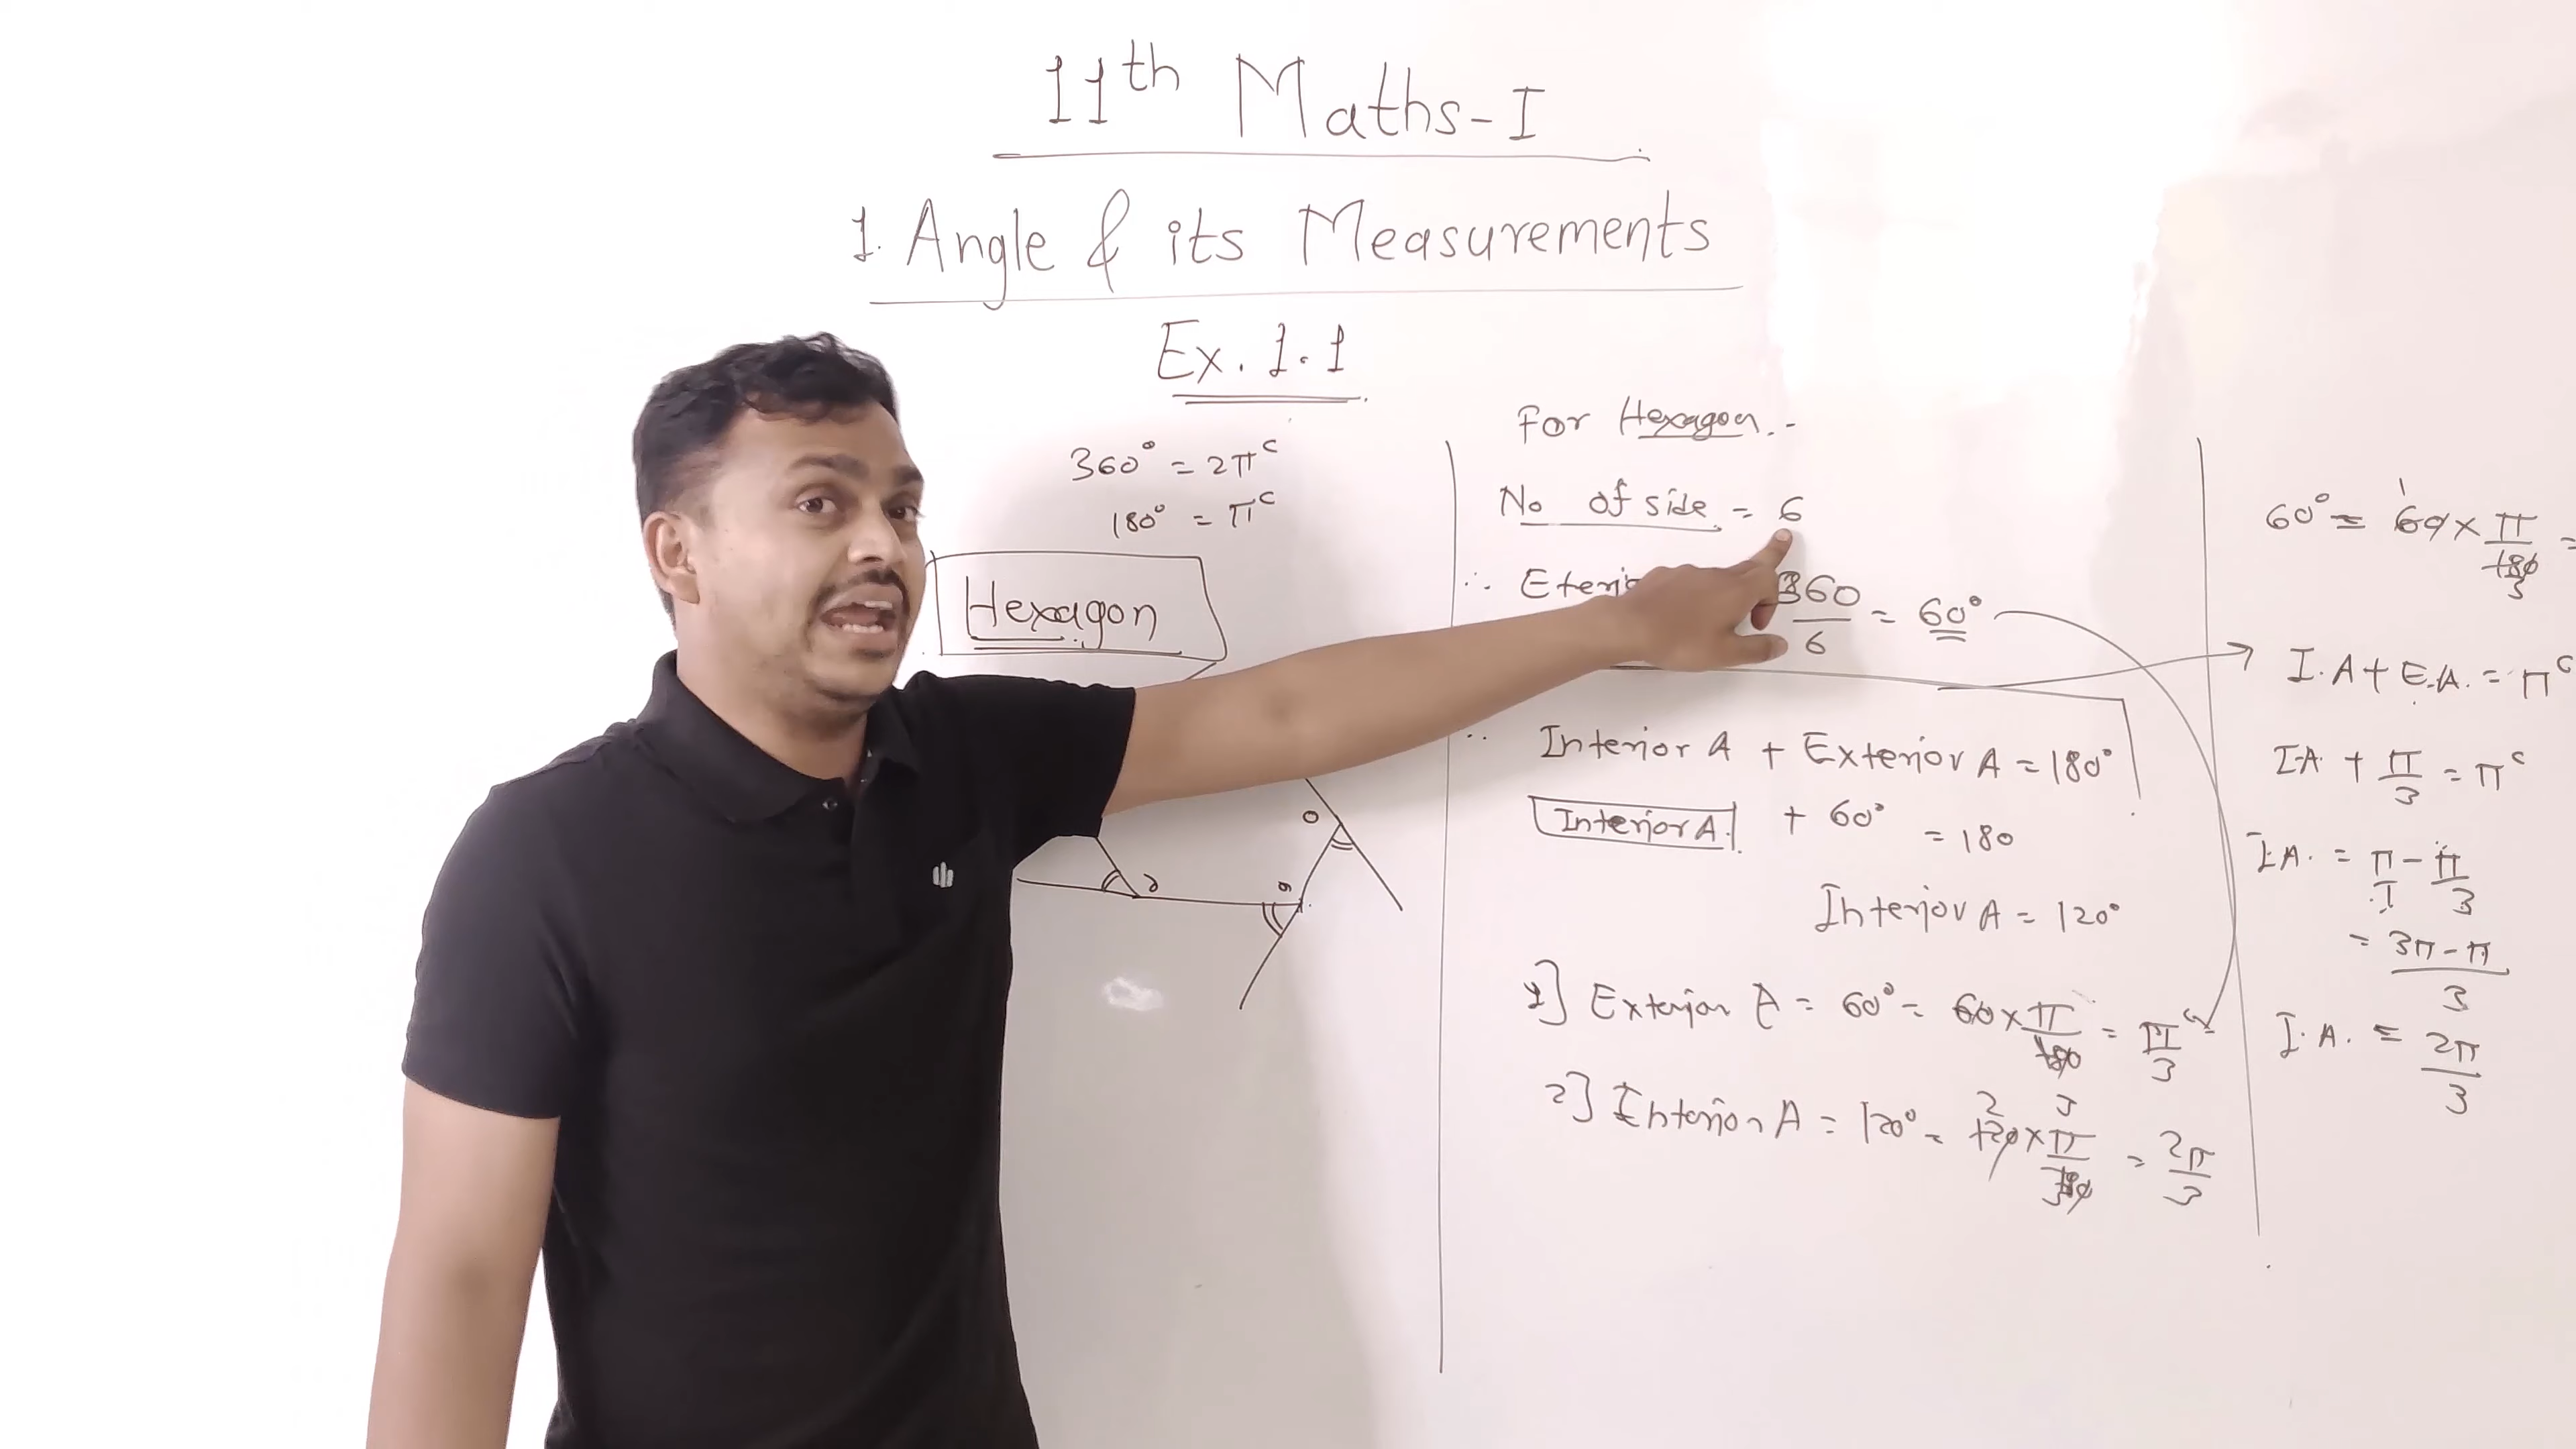 11th Maths-I
1. Angle & its Measurements
Ex. 1.1
360° = 2π^c
180° = π^c
Hexagon
For Hexagon.-
No of side = 6
∴ Eterio 360/6 = 60°
Interior A + Exterior A = 180°
Interior A. + 60° = 180
Interior A = 120°
1] Exterior A = 60° = 60 × π/180 = π^c/3
2] Interior A = 120° = 120 × π/180 = 2π/3
60° = 60 × π/180 =
I.A + E.A. = π^c
I.A + π/3 = π^c
I.A. = π/1 - π/3
= 3π - π/3
I.A. = 2π/3